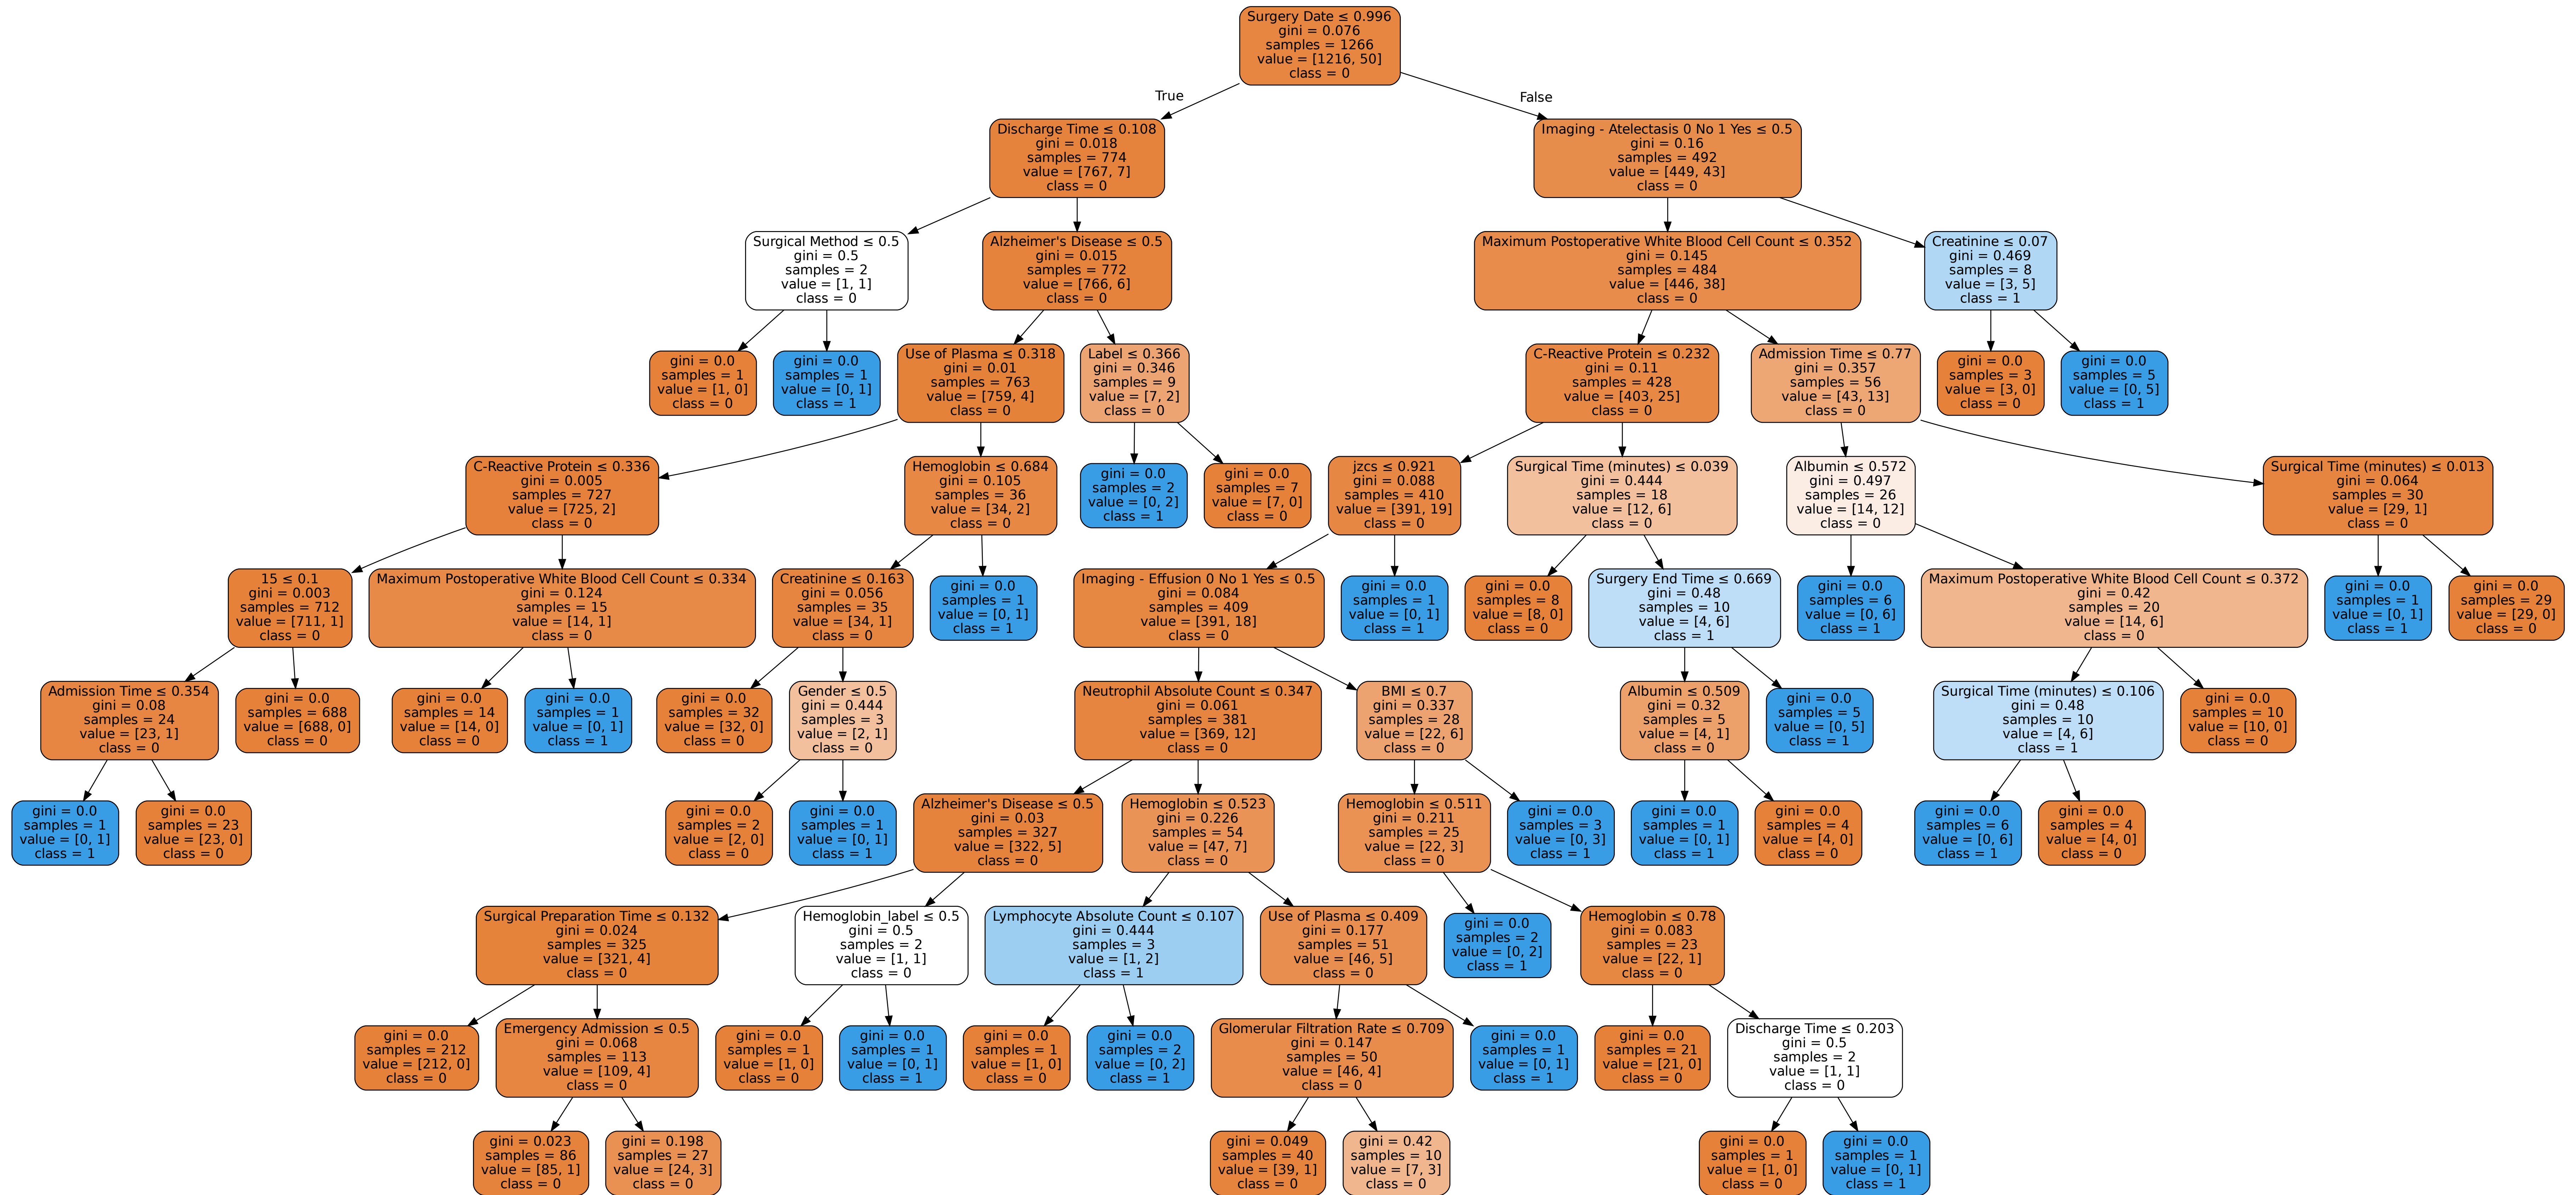 Surgery Date ≤ 0.996
gini = 0.076
samples = 1266
value = [1216, 50]
class = 0
True
False
Discharge Time ≤ 0.108
gini = 0.018
samples = 774
value = [767, 7]
class = 0
Imaging - Atelectasis 0 No 1 Yes ≤ 0.5
gini = 0.16
samples = 492
value = [449, 43]
class = 0
Surgical Method ≤ 0.5
gini = 0.5
samples = 2
value = [1, 1]
class = 0
Alzheimer's Disease ≤ 0.5
gini = 0.015
samples = 772
value = [766, 6]
class = 0
Maximum Postoperative White Blood Cell Count ≤ 0.352
gini = 0.145
samples = 484
value = [446, 38]
class = 0
Creatinine ≤ 0.07
gini = 0.469
samples = 8
value = [3, 5]
class = 1
gini = 0.0
samples = 1
value = [1, 0]
class = 0
gini = 0.0
samples = 1
value = [0, 1]
class = 1
Use of Plasma ≤ 0.318
gini = 0.01
samples = 763
value = [759, 4]
class = 0
Label ≤ 0.366
gini = 0.346
samples = 9
value = [7, 2]
class = 0
C-Reactive Protein ≤ 0.232
gini = 0.11
samples = 428
value = [403, 25]
class = 0
Admission Time ≤ 0.77
gini = 0.357
samples = 56
value = [43, 13]
class = 0
gini = 0.0
samples = 3
value = [3, 0]
class = 0
gini = 0.0
samples = 5
value = [0, 5]
class = 1
C-Reactive Protein ≤ 0.336
gini = 0.005
samples = 727
value = [725, 2]
class = 0
Hemoglobin ≤ 0.684
gini = 0.105
samples = 36
value = [34, 2]
class = 0
gini = 0.0
samples = 2
value = [0, 2]
class = 1
gini = 0.0
samples = 7
value = [7, 0]
class = 0
jzcs ≤ 0.921
gini = 0.088
samples = 410
value = [391, 19]
class = 0
Surgical Time (minutes) ≤ 0.039
gini = 0.444
samples = 18
value = [12, 6]
class = 0
Albumin ≤ 0.572
gini = 0.497
samples = 26
value = [14, 12]
class = 0
Surgical Time (minutes) ≤ 0.013
gini = 0.064
samples = 30
value = [29, 1]
class = 0
15 ≤ 0.1
gini = 0.003
samples = 712
value = [711, 1]
class = 0
Maximum Postoperative White Blood Cell Count ≤ 0.334
gini = 0.124
samples = 15
value = [14, 1]
class = 0
Creatinine ≤ 0.163
gini = 0.056
samples = 35
value = [34, 1]
class = 0
gini = 0.0
samples = 1
value = [0, 1]
class = 1
Imaging - Effusion 0 No 1 Yes ≤ 0.5
gini = 0.084
samples = 409
value = [391, 18]
class = 0
gini = 0.0
samples = 1
value = [0, 1]
class = 1
gini = 0.0
samples = 8
value = [8, 0]
class = 0
Surgery End Time ≤ 0.669
gini = 0.48
samples = 10
value = [4, 6]
class = 1
gini = 0.0
samples = 6
value = [0, 6]
class = 1
Maximum Postoperative White Blood Cell Count ≤ 0.372
gini = 0.42
samples = 20
value = [14, 6]
class = 0
gini = 0.0
samples = 1
value = [0, 1]
class = 1
gini = 0.0
samples = 29
value = [29, 0]
class = 0
Admission Time ≤ 0.354
gini = 0.08
samples = 24
value = [23, 1]
class = 0
gini = 0.0
samples = 688
value = [688, 0]
class = 0
gini = 0.0
samples = 14
value = [14, 0]
class = 0
gini = 0.0
samples = 1
value = [0, 1]
class = 1
gini = 0.0
samples = 32
value = [32, 0]
class = 0
Gender ≤ 0.5
gini = 0.444
samples = 3
value = [2, 1]
class = 0
Neutrophil Absolute Count ≤ 0.347
gini = 0.061
samples = 381
value = [369, 12]
class = 0
BMI ≤ 0.7
gini = 0.337
samples = 28
value = [22, 6]
class = 0
Albumin ≤ 0.509
gini = 0.32
samples = 5
value = [4, 1]
class = 0
gini = 0.0
samples = 5
value = [0, 5]
class = 1
Surgical Time (minutes) ≤ 0.106
gini = 0.48
samples = 10
value = [4, 6]
class = 1
gini = 0.0
samples = 10
value = [10, 0]
class = 0
gini = 0.0
samples = 1
value = [0, 1]
class = 1
gini = 0.0
samples = 23
value = [23, 0]
class = 0
gini = 0.0
samples = 2
value = [2, 0]
class = 0
gini = 0.0
samples = 1
value = [0, 1]
class = 1
Alzheimer's Disease ≤ 0.5
gini = 0.03
samples = 327
value = [322, 5]
class = 0
Hemoglobin ≤ 0.523
gini = 0.226
samples = 54
value = [47, 7]
class = 0
Hemoglobin ≤ 0.511
gini = 0.211
samples = 25
value = [22, 3]
class = 0
gini = 0.0
samples = 3
value = [0, 3]
class = 1
gini = 0.0
samples = 1
value = [0, 1]
class = 1
gini = 0.0
samples = 4
value = [4, 0]
class = 0
gini = 0.0
samples = 6
value = [0, 6]
class = 1
gini = 0.0
samples = 4
value = [4, 0]
class = 0
Surgical Preparation Time ≤ 0.132
gini = 0.024
samples = 325
value = [321, 4]
class = 0
Hemoglobin_label ≤ 0.5
gini = 0.5
samples = 2
value = [1, 1]
class = 0
Lymphocyte Absolute Count ≤ 0.107
gini = 0.444
samples = 3
value = [1, 2]
class = 1
Use of Plasma ≤ 0.409
gini = 0.177
samples = 51
value = [46, 5]
class = 0
gini = 0.0
samples = 2
value = [0, 2]
class = 1
Hemoglobin ≤ 0.78
gini = 0.083
samples = 23
value = [22, 1]
class = 0
gini = 0.0
samples = 212
value = [212, 0]
class = 0
Emergency Admission ≤ 0.5
gini = 0.068
samples = 113
value = [109, 4]
class = 0
gini = 0.0
samples = 1
value = [1, 0]
class = 0
gini = 0.0
samples = 1
value = [0, 1]
class = 1
gini = 0.0
samples = 1
value = [1, 0]
class = 0
gini = 0.0
samples = 2
value = [0, 2]
class = 1
Glomerular Filtration Rate ≤ 0.709
gini = 0.147
samples = 50
value = [46, 4]
class = 0
gini = 0.0
samples = 1
value = [0, 1]
class = 1
gini = 0.0
samples = 21
value = [21, 0]
class = 0
Discharge Time ≤ 0.203
gini = 0.5
samples = 2
value = [1, 1]
class = 0
gini = 0.023
samples = 86
value = [85, 1]
class = 0
gini = 0.198
samples = 27
value = [24, 3]
class = 0
gini = 0.049
samples = 40
value = [39, 1]
class = 0
gini = 0.42
samples = 10
value = [7, 3]
class = 0
gini = 0.0
samples = 1
value = [1, 0]
class = 0
gini = 0.0
samples = 1
value = [0, 1]
class = 1